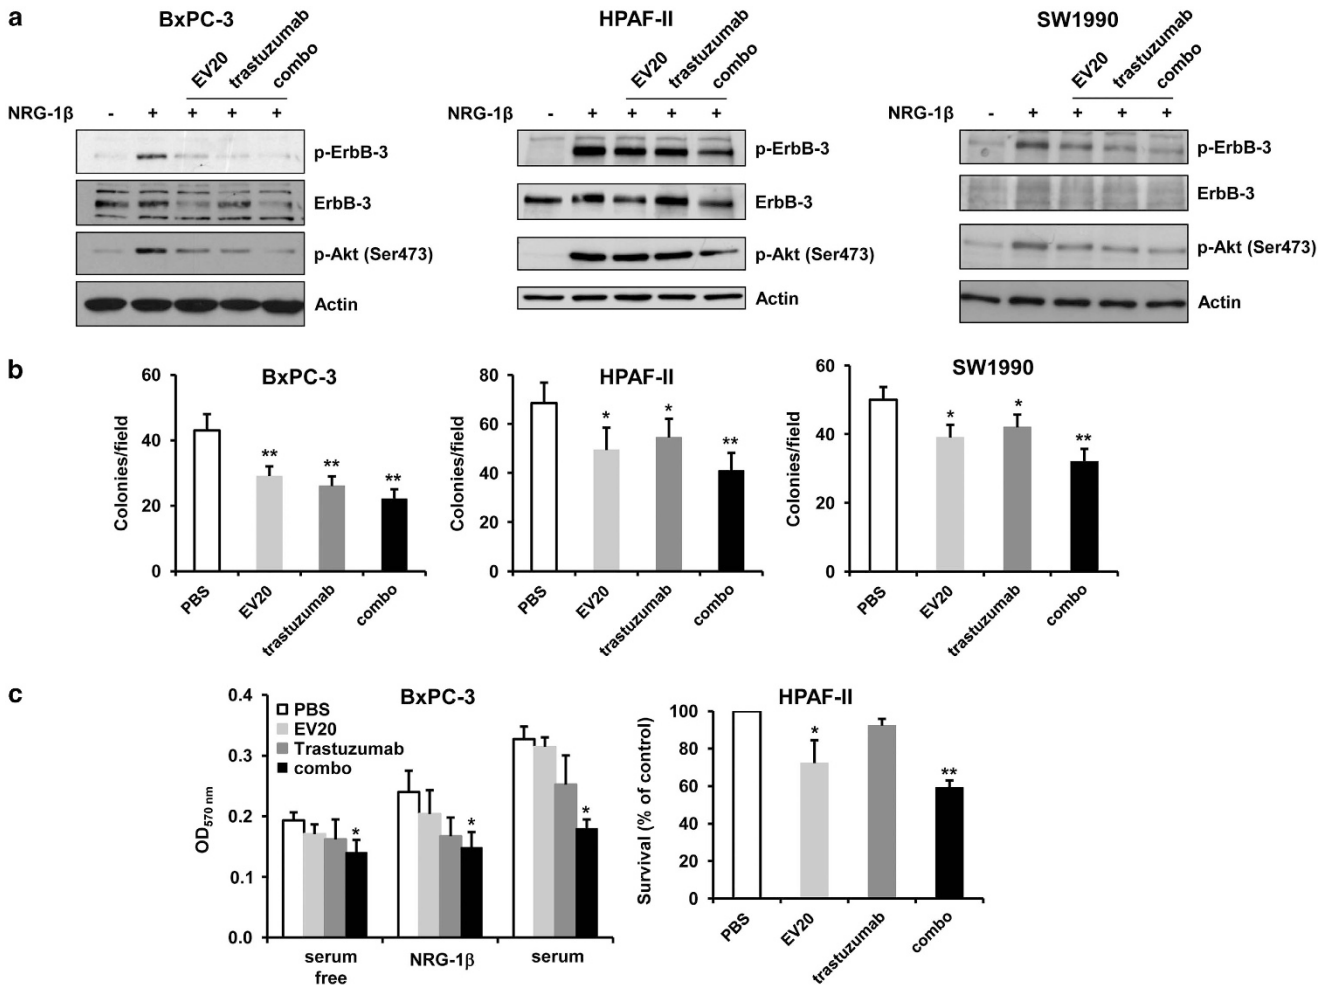 a
BxPC-3
EV20
trastuzumab
combo
NRG-1β - + + + +
p-ErbB-3
ErbB-3
p-Akt (Ser473)
Actin
HPAF-II
EV20
trastuzumab
combo
NRG-1β - + + + +
p-ErbB-3
ErbB-3
p-Akt (Ser473)
Actin
SW1990
EV20
trastuzumab
combo
NRG-1β - + + + +
p-ErbB-3
ErbB-3
p-Akt (Ser473)
Actin
b
BxPC-3
Colonies/field
60
40
20
0
**
**
**
PBS
EV20
trastuzumab
combo
HPAF-II
Colonies/field
80
60
40
20
0
*
*
**
PBS
EV20
trastuzumab
combo
SW1990
Colonies/field
60
40
20
0
*
*
**
PBS
EV20
trastuzumab
combo
c
BxPC-3
OD570 nm
0.4
0.3
0.2
0.1
0.0
PBS
EV20
Trastuzumab
combo
*
*
*
serum
free
NRG-1β
serum
HPAF-II
Survival (% of control)
100
80
60
40
20
0
*
**
PBS
EV20
trastuzumab
combo